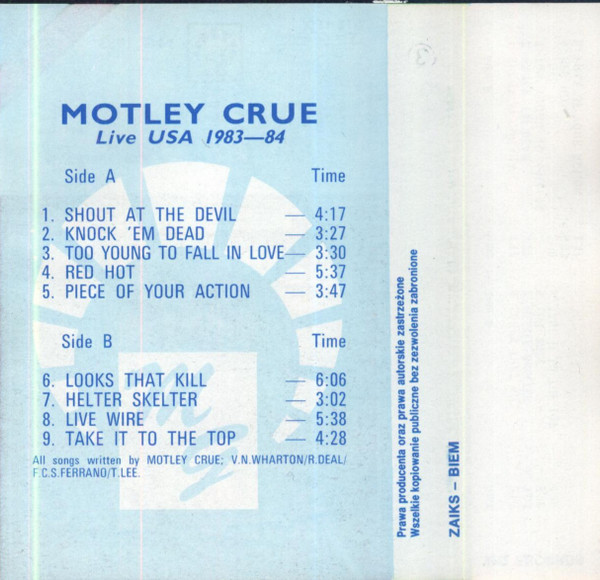 MOTLEY CRUE
Live USA 1983—84
Side A Time
1. SHOUT AT THE DEVIL — 4:17
2. KNOCK 'EM DEAD — 3:27
3. TOO YOUNG TO FALL IN LOVE— 3:30
4. RED HOT — 5:37
5. PIECE OF YOUR ACTION — 3:47
Side B Time
6. LOOKS THAT KILL — 6:06
7. HELTER SKELTER — 3:02
8. LIVE WIRE — 5:38
9. TAKE IT TO THE TOP — 4:28
All songs written by MOTLEY CRUE; V.N.WHARTON/R.DEAL/
F.C.S.FERRANO/T.LEE.
Prawa producenta oraz prawa autorskie zastrzeżone
Wszelkie kopiowanie publiczne bez zezwolenia zabronione
ZAIKS – BIEM
(3)
MG